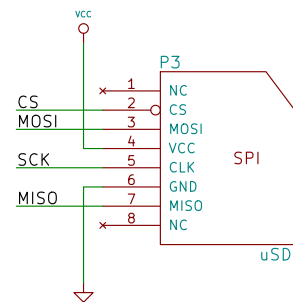 VCC
P3
1 NC
CS 2 CS
MOSI 3 MOSI
4 VCC
SCK 5 CLK
SPI
6 GND
MISO 7 MISO
8 NC
uSD